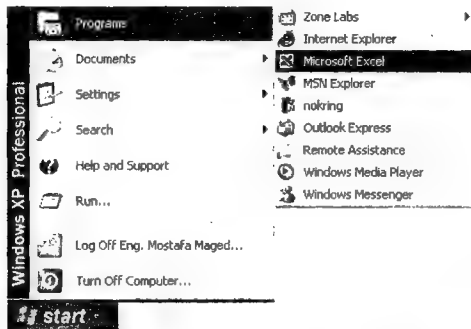 Programs
Documents
Settings
Search
Help and Support
Run...
Log Off Eng. Mostafa Maged...
Turn Off Computer...
Windows XP Professional
start
Zone Labs
Internet Explorer
Microsoft Excel
MSN Explorer
nokring
Outlook Express
Remote Assistance
Windows Media Player
Windows Messenger